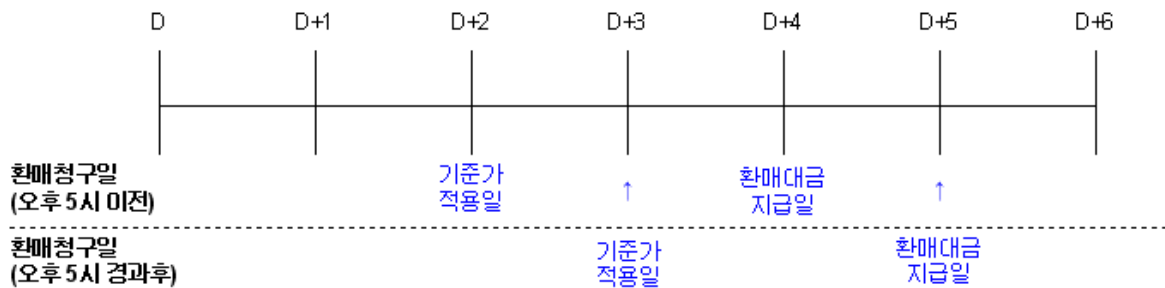 D D+1 D+2 D+3 D+4 D+5 D+6
환매청구일 기준가 ↑ 환매대금 ↑
(오후 5시 이전) 적용일 지급일
환매청구일 기준가 환매대금
(오후 5시 경과후) 적용일 지급일